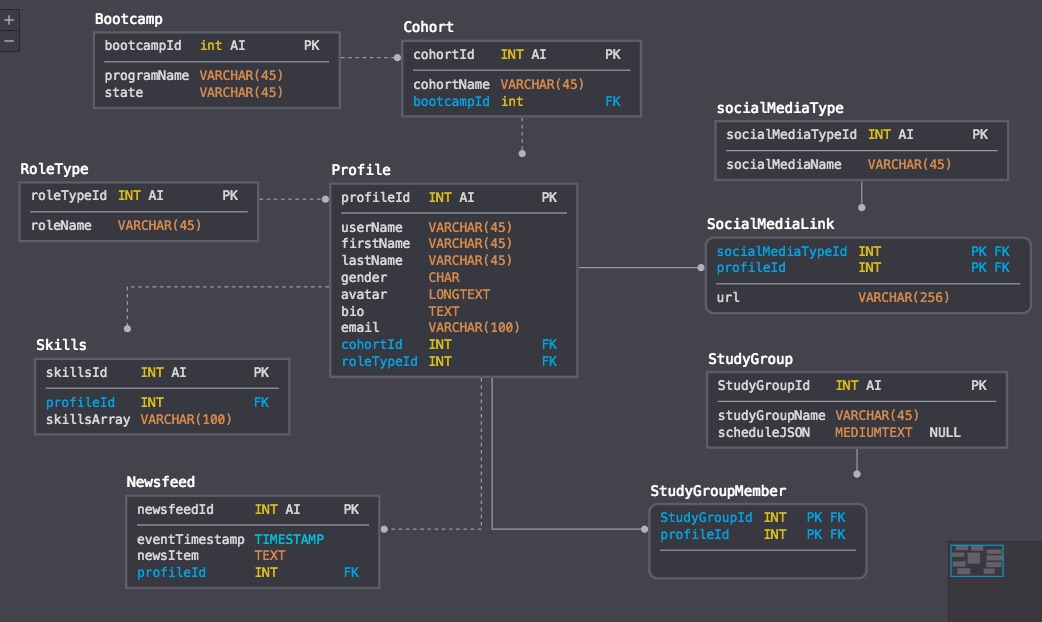 Bootcamp
bootcampId int AI PK
programName VARCHAR(45)
state VARCHAR(45)
Cohort
cohortId INT AI PK
cohortName VARCHAR(45)
bootcampId int FK
socialMediaType
socialMediaTypeId INT AI PK
socialMediaName VARCHAR(45)
RoleType
roleTypeId INT AI PK
roleName VARCHAR(45)
Profile
profileId INT AI PK
userName VARCHAR(45)
firstName VARCHAR(45)
lastName VARCHAR(45)
gender CHAR
avatar LONGTEXT
bio TEXT
email VARCHAR(100)
cohortId INT FK
roleTypeId INT FK
SocialMediaLink
socialMediaTypeId INT PK FK
profileId INT PK FK
url VARCHAR(256)
Skills
skillsId INT AI PK
profileId INT FK
skillsArray VARCHAR(100)
StudyGroup
StudyGroupId INT AI PK
studyGroupName VARCHAR(45)
scheduleJSON MEDIUMTEXT NULL
Newsfeed
newsfeedId INT AI PK
eventTimestamp TIMESTAMP
newsItem TEXT
profileId INT FK
StudyGroupMember
StudyGroupId INT PK FK
profileId INT PK FK